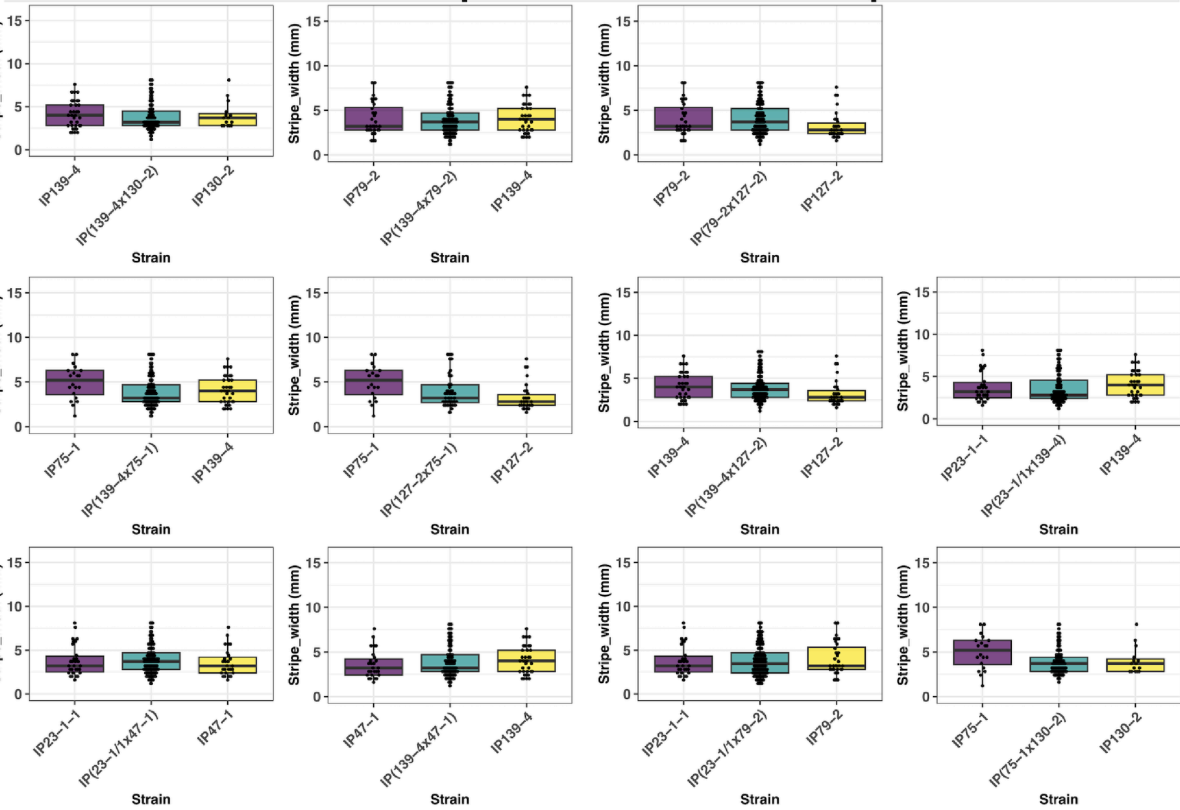 Stripe_width (mm)
15
10
5
0
IP139−4
IP(139−4x130−2)
IP130−2
Strain
Stripe_width (mm)
15
10
5
0
IP79−2
IP(139−4x79−2)
IP139−4
Strain
Stripe_width (mm)
15
10
5
0
IP79−2
IP(79−2x127−2)
IP127−2
Strain
15
10
5
0
IP75−1
IP(139−4x75−1)
IP139−4
Strain
Stripe_width (mm)
15
10
5
0
IP75−1
IP(127−2x75−1)
IP127−2
Strain
Stripe_width (mm)
15
10
5
0
IP139−4
IP(139−4x127−2)
IP127−2
Strain
Stripe_width (mm)
15
10
5
0
IP23−1−1
IP(23−1/1x139−4)
IP139−4
Strain
15
10
5
0
IP23−1−1
IP(23−1/1x47−1)
IP47−1
Strain
Stripe_width (mm)
15
10
5
0
IP47−1
IP(139−4x47−1)
IP139−4
Strain
Stripe_width (mm)
15
10
5
0
IP23−1−1
IP(23−1/1x79−2)
IP79−2
Strain
Stripe_width (mm)
15
10
5
0
IP75−1
IP(75−1x130−2)
IP130−2
Strain